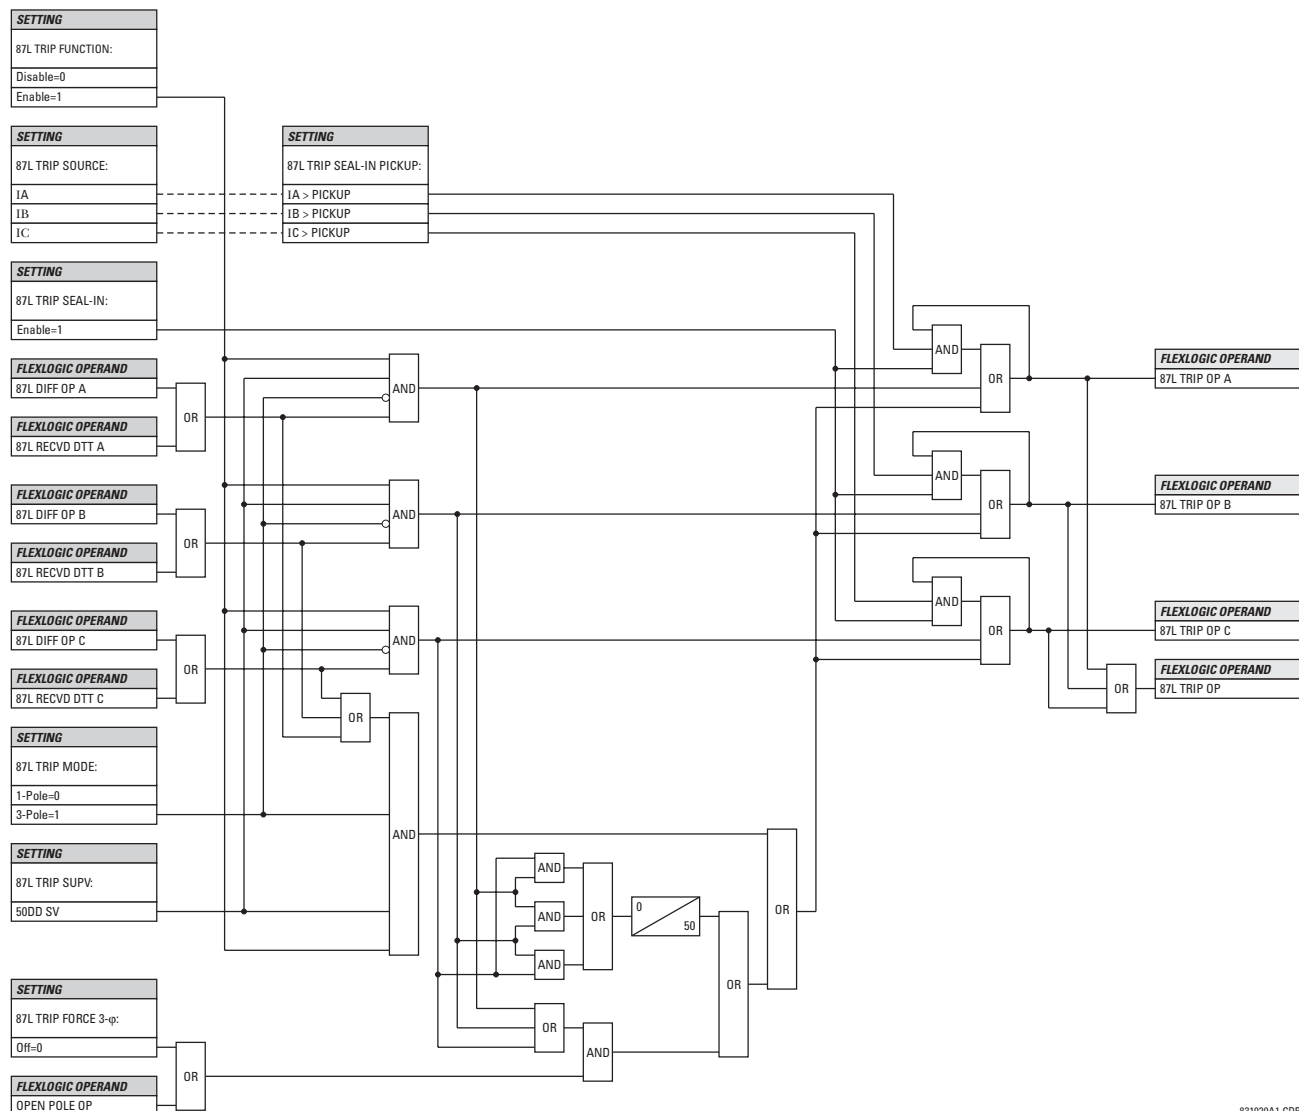 SETTING
87L TRIP FUNCTION:
Disable=0
Enable=1
SETTING
87L TRIP SOURCE:
IA
IB
IC
SETTING
87L TRIP SEAL-IN PICKUP:
IA > PICKUP
IB > PICKUP
IC > PICKUP
SETTING
87L TRIP SEAL-IN:
Enable=1
FLEXLOGIC OPERAND
87L DIFF OP A
FLEXLOGIC OPERAND
87L RECVD DTT A
OR
AND
FLEXLOGIC OPERAND
87L DIFF OP B
FLEXLOGIC OPERAND
87L RECVD DTT B
OR
AND
FLEXLOGIC OPERAND
87L DIFF OP C
FLEXLOGIC OPERAND
87L RECVD DTT C
OR
AND
OR
SETTING
87L TRIP MODE:
1-Pole=0
3-Pole=1
AND
SETTING
87L TRIP SUPV:
50DD SV
AND
AND
AND
OR
0
50
OR
OR
OR
AND
SETTING
87L TRIP FORCE 3-φ:
Off=0
FLEXLOGIC OPERAND
OPEN POLE OP
OR
AND
OR
FLEXLOGIC OPERAND
87L TRIP OP A
AND
OR
FLEXLOGIC OPERAND
87L TRIP OP B
AND
OR
FLEXLOGIC OPERAND
87L TRIP OP C
OR
FLEXLOGIC OPERAND
87L TRIP OP